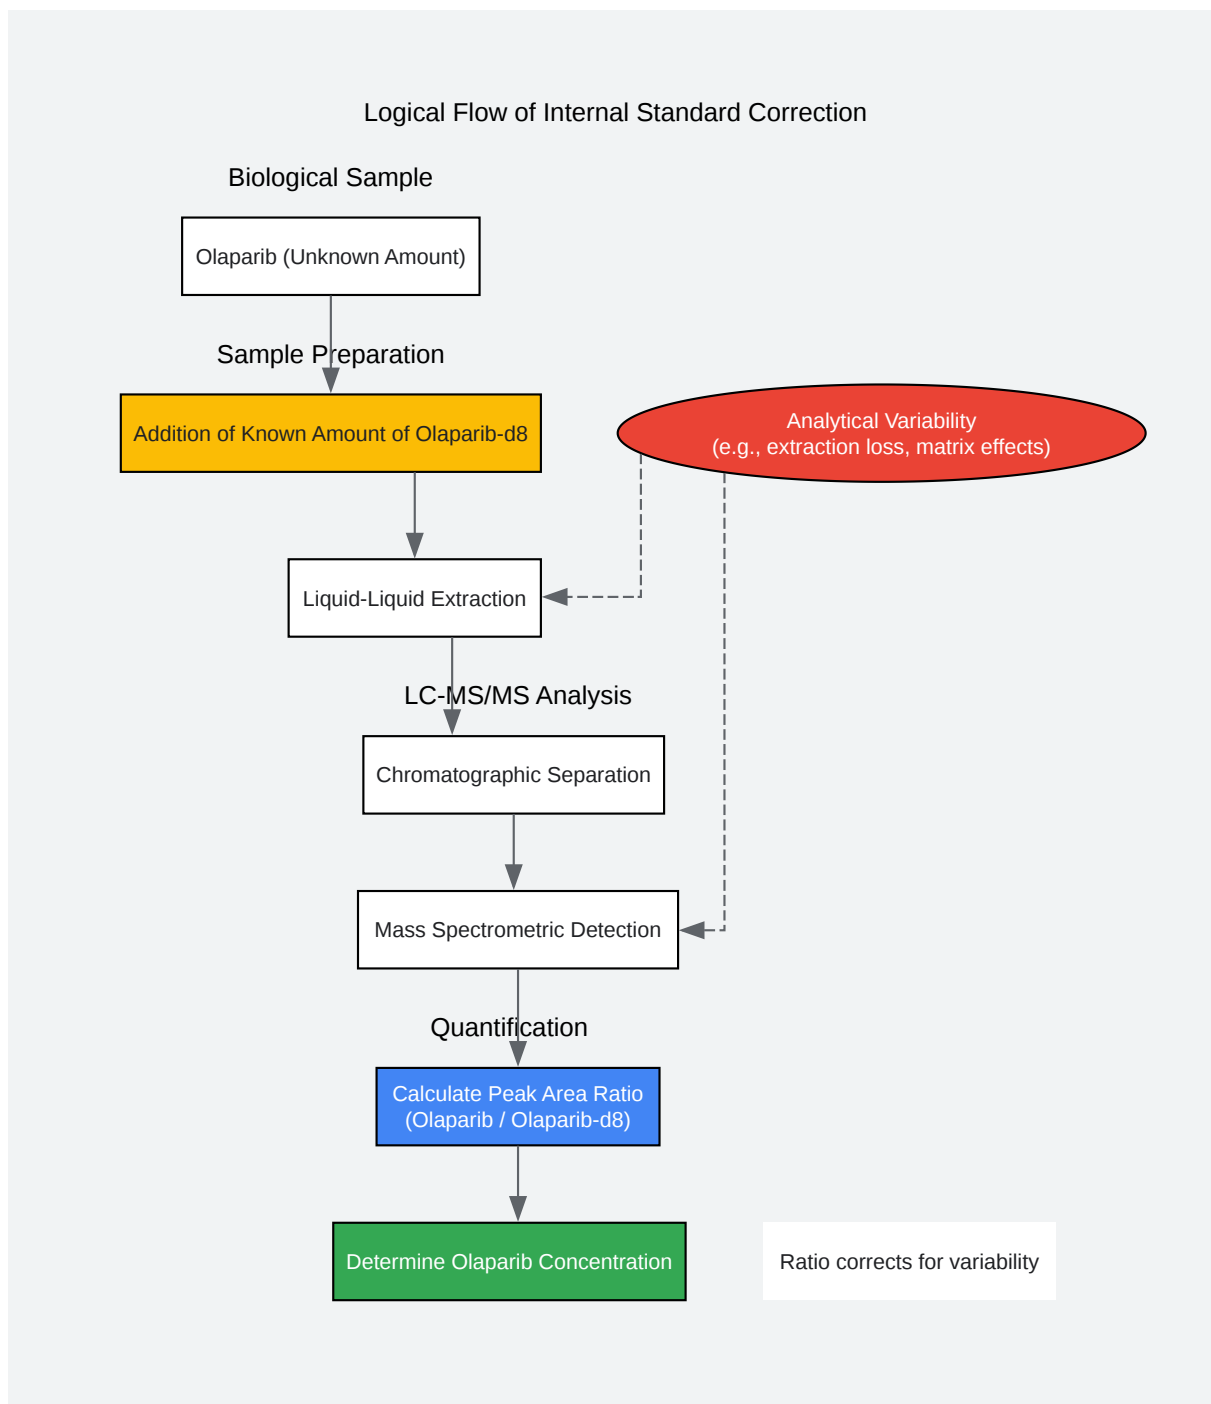 Logical Flow of Internal Standard Correction
Biological Sample
Olaparib (Unknown Amount)
Sample Preparation
Addition of Known Amount of Olaparib-d8
Analytical Variability
(e.g., extraction loss, matrix effects)
Liquid-Liquid Extraction
LC-MS/MS Analysis
Chromatographic Separation
Mass Spectrometric Detection
Quantification
Calculate Peak Area Ratio
(Olaparib / Olaparib-d8)
Determine Olaparib Concentration
Ratio corrects for variability